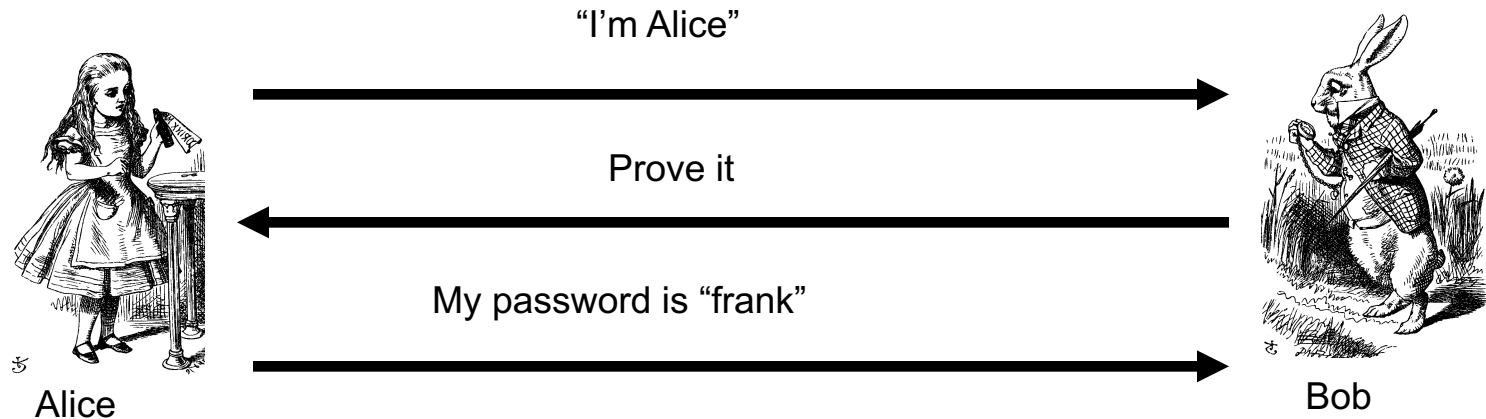 “I’m Alice”
Prove it
My password is “frank”
Alice
Bob